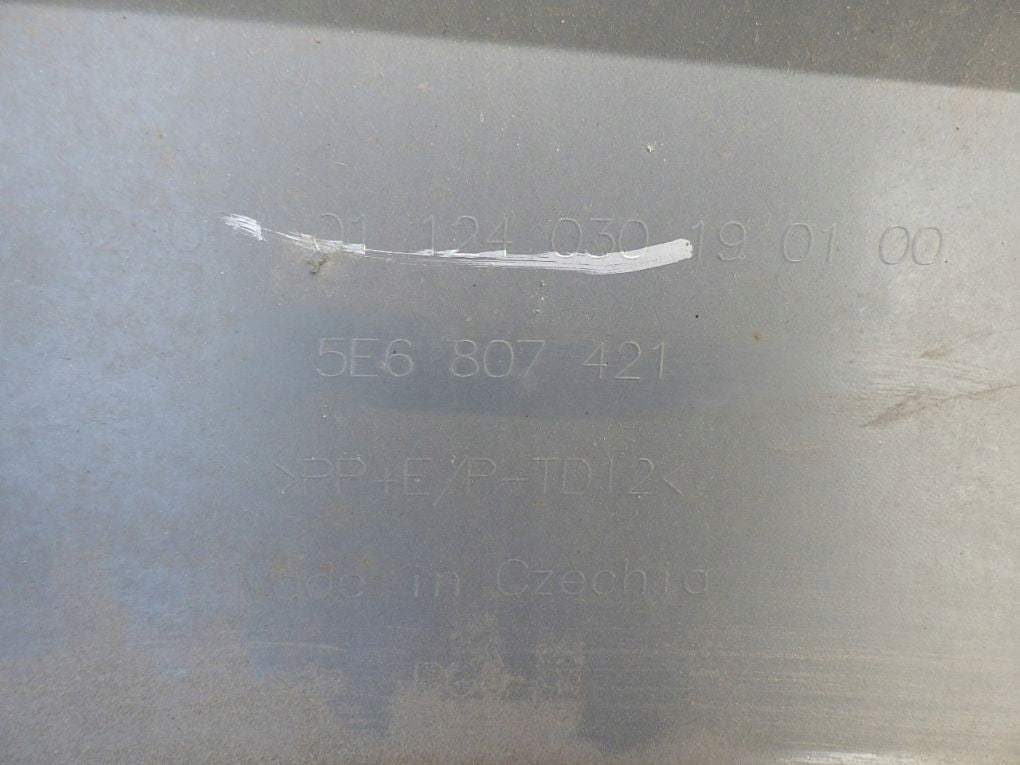 01 124 030 19 01 00
5E6 807 421
>PP+E/P-TD12<
Made in Czechia